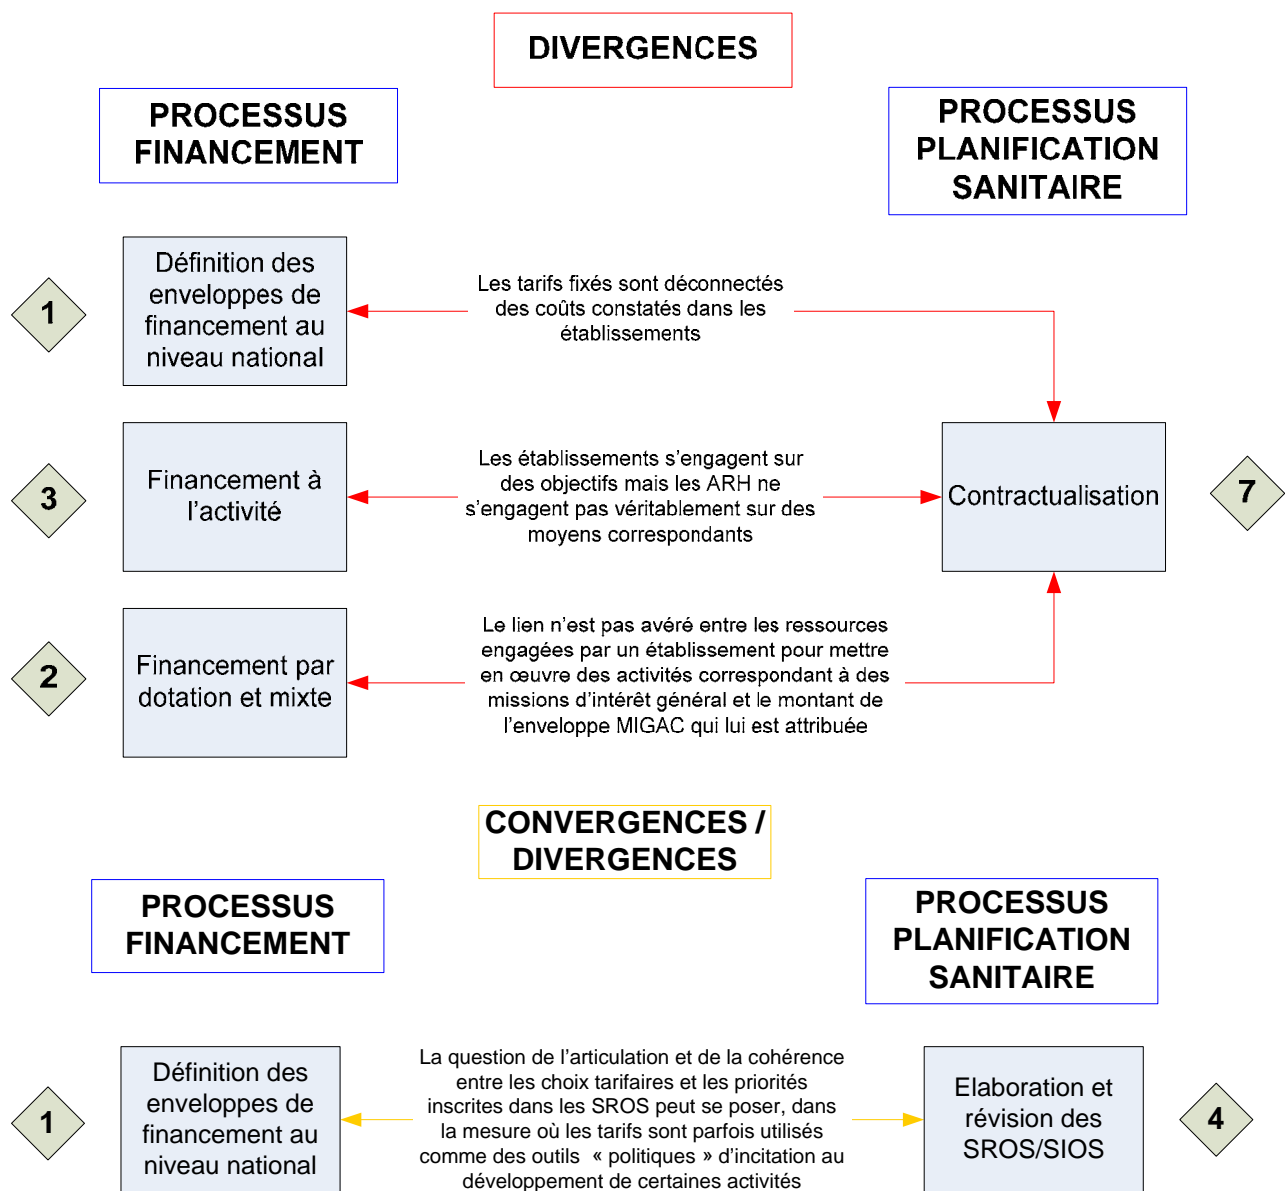 DIVERGENCES
PROCESSUS
FINANCEMENT
PROCESSUS
PLANIFICATION
SANITAIRE
1
Définition des
enveloppes de
financement au
niveau national
Les tarifs fixés sont déconnectés
des coûts constatés dans les
établissements
3
Financement à
l’activité
Les établissements s’engagent sur
des objectifs mais les ARH ne
s’engagent pas véritablement sur des
moyens correspondants
Contractualisation
7
2
Financement par
dotation et mixte
Le lien n’est pas avéré entre les ressources
engagées par un établissement pour mettre
en œuvre des activités correspondant à des
missions d’intérêt général et le montant de
l’enveloppe MIGAC qui lui est attribuée
CONVERGENCES /
DIVERGENCES
PROCESSUS
FINANCEMENT
PROCESSUS
PLANIFICATION
SANITAIRE
1
Définition des
enveloppes de
financement au
niveau national
La question de l’articulation et de la cohérence
entre les choix tarifaires et les priorités
inscrites dans les SROS peut se poser, dans
la mesure où les tarifs sont parfois utilisés
comme des outils « politiques » d’incitation au
développement de certaines activités
Elaboration et
révision des
SROS/SIOS
4